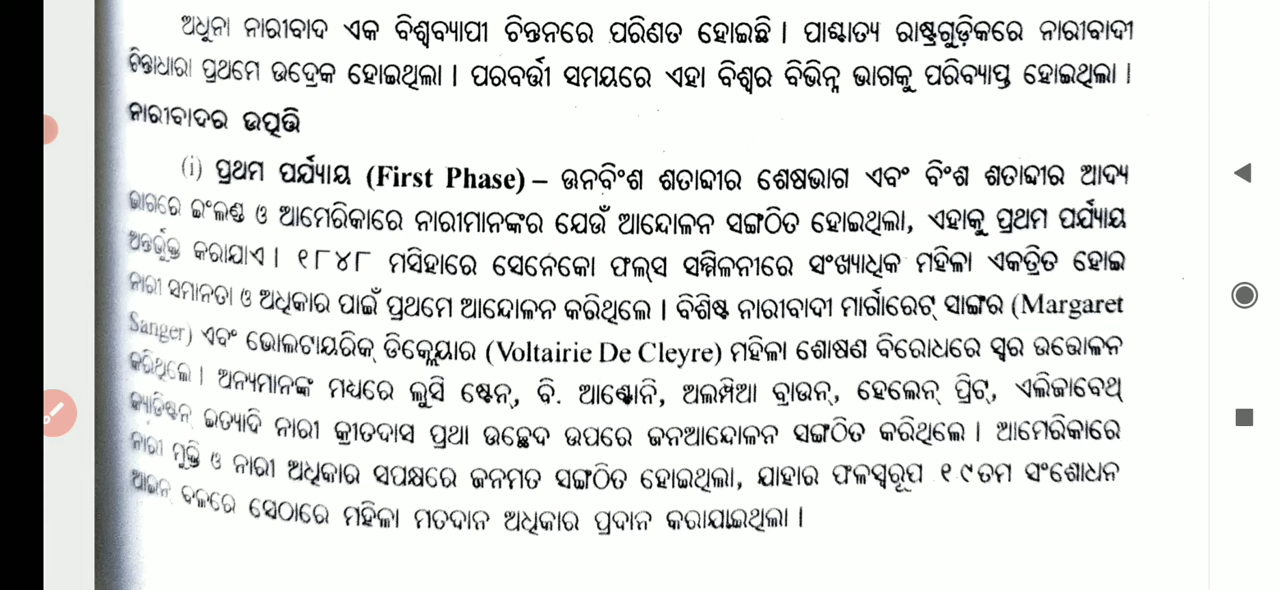 ଅଧୁନା ନାରୀବାଦ ଏକ ବିଶ୍ୱବ୍ୟାପୀ ଚିନ୍ତନରେ ପରିଣତ ହୋଇଛି । ପାଶ୍ଚାତ୍ୟ ରାଷ୍ଟ୍ରଗୁଡ଼ିକରେ ନାରୀବାଦୀ
ଚିନ୍ତାଧାରା ପ୍ରଥମେ ଉଦ୍ରେକ ହୋଇଥିଲା । ପରବର୍ତ୍ତୀ ସମୟରେ ଏହା ବିଶ୍ୱର ବିଭିନ୍ନ ଭାଗକୁ ପରିବ୍ୟାପ୍ତ ହୋଇଥିଲା ।
ନାରୀବାଦର ଉତ୍ପତ୍ତି
(i) ପ୍ରଥମ ପର୍ଯ୍ୟାୟ (First Phase) – ଊନବିଂଶ ଶତାବ୍ଦୀର ଶେଷଭାଗ ଏବଂ ବିଂଶ ଶତାବ୍ଦୀର ଆଦ୍ୟ
ଭାଗରେ ଇଂଲଣ୍ଡ ଓ ଆମେରିକାରେ ନାରୀମାନଙ୍କର ଯେଉଁ ଆନ୍ଦୋଳନ ସଙ୍ଗଠିତ ହୋଇଥିଲା, ଏହାକୁ ପ୍ରଥମ ପର୍ଯ୍ୟାୟ
ଅନ୍ତର୍ଭୁକ୍ତ କରାଯାଏ । ୧୮୪୮ ମସିହାରେ ସେନେକୋ ଫଲ୍‌ସ ସମ୍ମିଳନୀରେ ସଂଖ୍ୟାଧିକ ମହିଳା ଏକତ୍ରିତ ହୋଇ
ନାରୀ ସମାନତା ଓ ଅଧିକାର ପାଇଁ ପ୍ରଥମେ ଆନ୍ଦୋଳନ କରିଥିଲେ । ବିଶିଷ୍ଟ ନାରୀବାଦୀ ମାର୍ଗାରେଟ୍ ସାଙ୍ଗର (Margaret
Sanger) ଏବଂ ଭୋଲଟାୟରିକ୍ ଡିକ୍ଲେୟାର (Voltairie De Cleyre) ମହିଳା ଶୋଷଣ ବିରୋଧରେ ସ୍ୱର ଉତ୍ତୋଳନ
କରିଥିଲେ । ଅନ୍ୟମାନଙ୍କ ମଧ୍ୟରେ ଲୁସି ଷ୍ଟେନ୍, ବି. ଆଣ୍ଟୋନି, ଅଲମ୍ପିଆ ବ୍ରାଉନ୍, ହେଲେନ୍ ପ୍ରିଟ୍, ଏଲିଜାବେଥ୍
କ୍ୟାଡିଷ୍ଟନ୍ ଇତ୍ୟାଦି ନାରୀ କ୍ରୀତଦାସ ପ୍ରଥା ଉଚ୍ଛେଦ ଉପରେ ଜନଆନ୍ଦୋଳନ ସଙ୍ଗଠିତ କରିଥିଲେ । ଆମେରିକାରେ
ନାରୀ ମୁକ୍ତି ଓ ନାରୀ ଅଧିକାର ସପକ୍ଷରେ ଜନମତ ସଙ୍ଗଠିତ ହୋଇଥିଲା, ଯାହାର ଫଳସ୍ୱରୂପ ୧୯ତମ ସଂଶୋଧନ
ଆଇନ ବଳରେ ସେଠାରେ ମହିଳା ମତଦାନ ଅଧିକାର ପ୍ରଦାନ କରାଯାଇଥିଲା ।